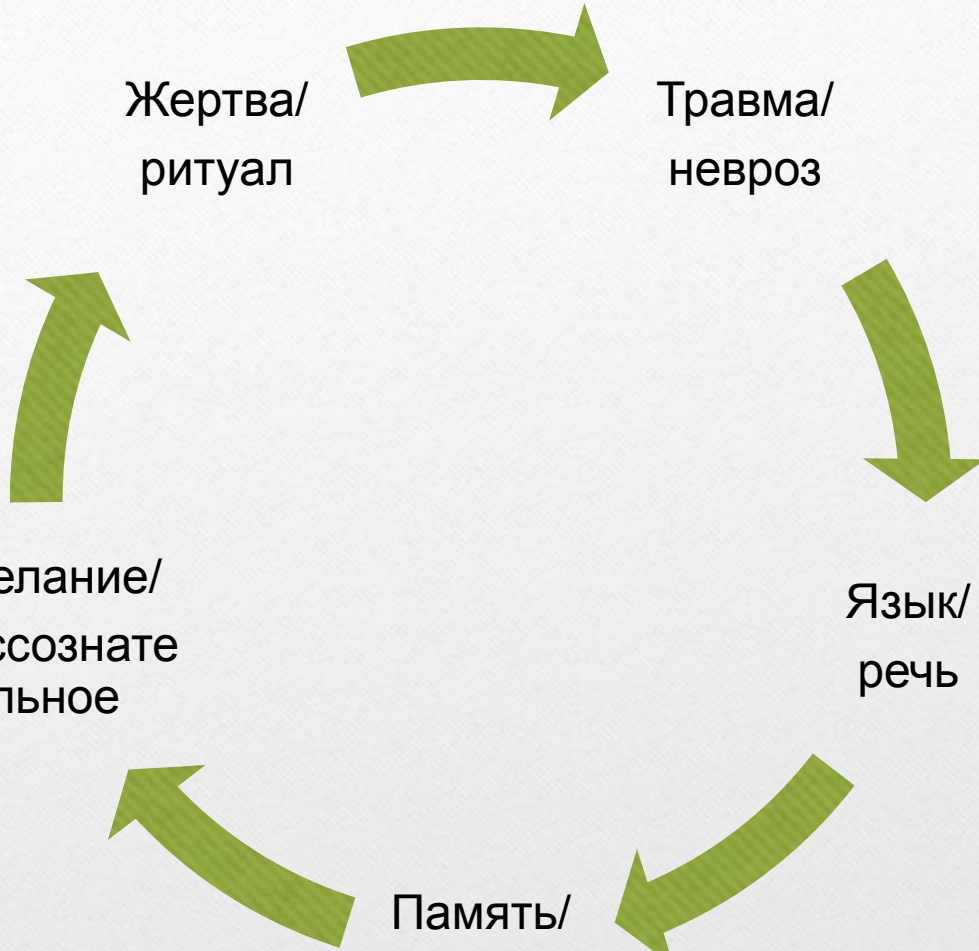 Жертва/
ритуал
Травма/
невроз
Язык/
речь
Память/
елание/
ссознате
льное